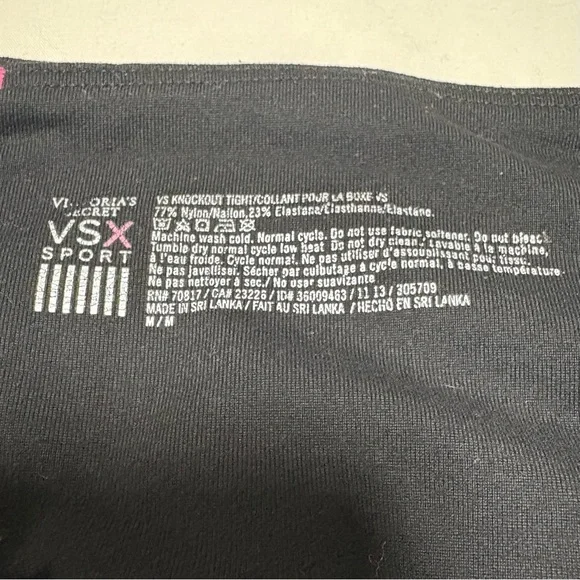 SECRET
VSX
SPORT
VS KNOCKOUT TIGHT/COLLANT POUR LA BOXE VS
77% Nylon/Nailon, 23% Elastane/Elasthanne/Elastano.
Machine wash cold. Normal cycle. Do not use fabric softener. Do not bleach.
Tumble dry normal cycle low heat. Do not dry clean. Lavable à la machine,
à l'eau froide. Cycle normal. Ne pas utiliser d'assouplissant pour tissu.
Ne pas javelliser. Sécher par culbutage à cycle normal, à basse température.
Ne pas nettoyer à sec./ No usar suavizante
RN# 70817 / CA# 23226 / ID# 36009463 / 11 13 / 305709
MADE IN SRI LANKA / FAIT AU SRI LANKA / HECHO EN SRI LANKA
M / M